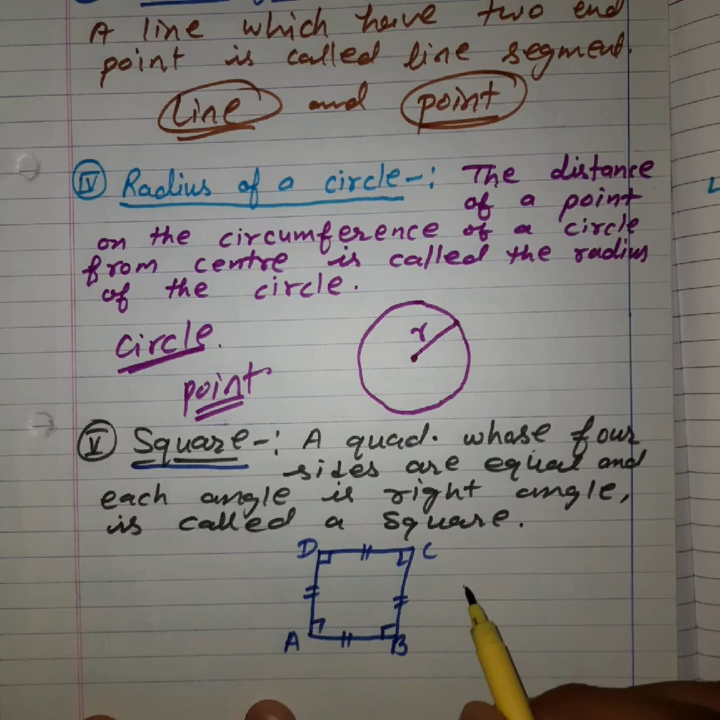 A line which have two end
point is called line segment.
line and point
IV Radius of a circle-: The distance
of a point
on the circumference of a circle
from centre is called the radius
of the circle.
circle.
point
r
V Square-: A quad. whose four
sides are equal and
each angle is right angle,
is called a square.
D C
A B